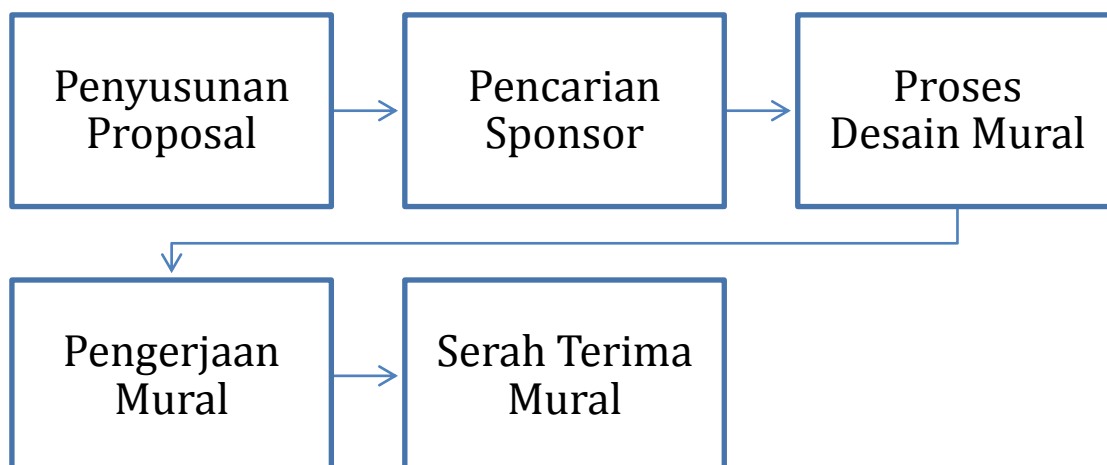 Penyusunan
Proposal
Pencarian
Sponsor
Proses
Desain Mural
Pengerjaan
Mural
Serah Terima
Mural